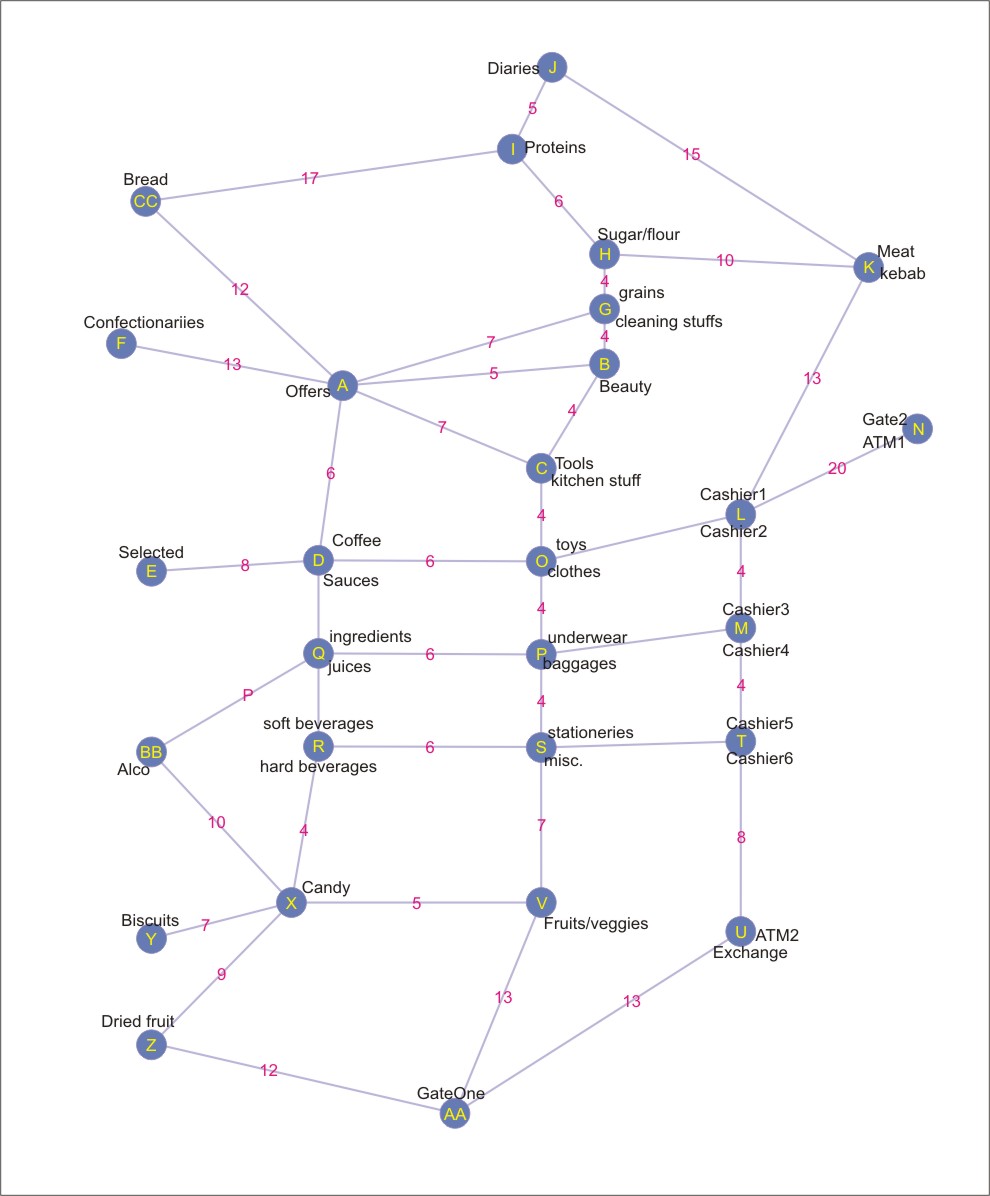 Diaries J
5
I Proteins
15
17
Bread
CC
6
Sugar/flour
H
10
Meat
K
kebab
4
12
grains
G
cleaning stuffs
Confectionariies
F
7
4
13
5
B
Beauty
A
Offers
13
4
7
Gate2
N
ATM1
Tools
C
kitchen stuff
20
6
Cashier1
L
Cashier2
4
Coffee
D
Sauces
toys
O
clothes
Selected
E
8
6
4
4
Cashier3
M
Cashier4
ingredients
Q
juices
6
underwear
P
baggages
P
4
4
soft beverages
R
hard beverages
6
stationeries
S
misc.
Cashier5
T
Cashier6
BB
Alco
10
4
7
8
Candy
X
5
V
Fruits/veggies
Biscuits
Y
7
U ATM2
Exchange
9
13
13
Dried fruit
Z
12
GateOne
AA